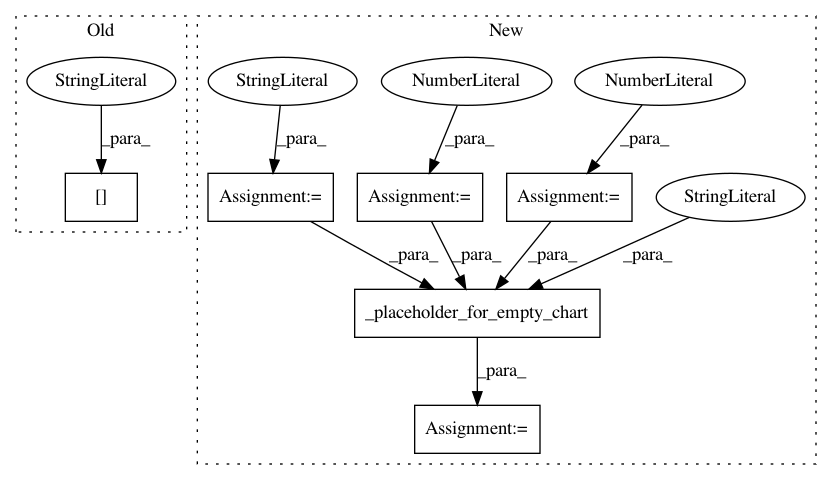 Old
New
StringLiteral
StringLiteral
NumberLiteral
NumberLiteral
_para_
_para_
_para_
_para_
[]
Assignment:=
Assignment:=
Assignment:=
StringLiteral
_para_
_para_
_para_
_para_
_placeholder_for_empty_chart
_para_
Assignment:=